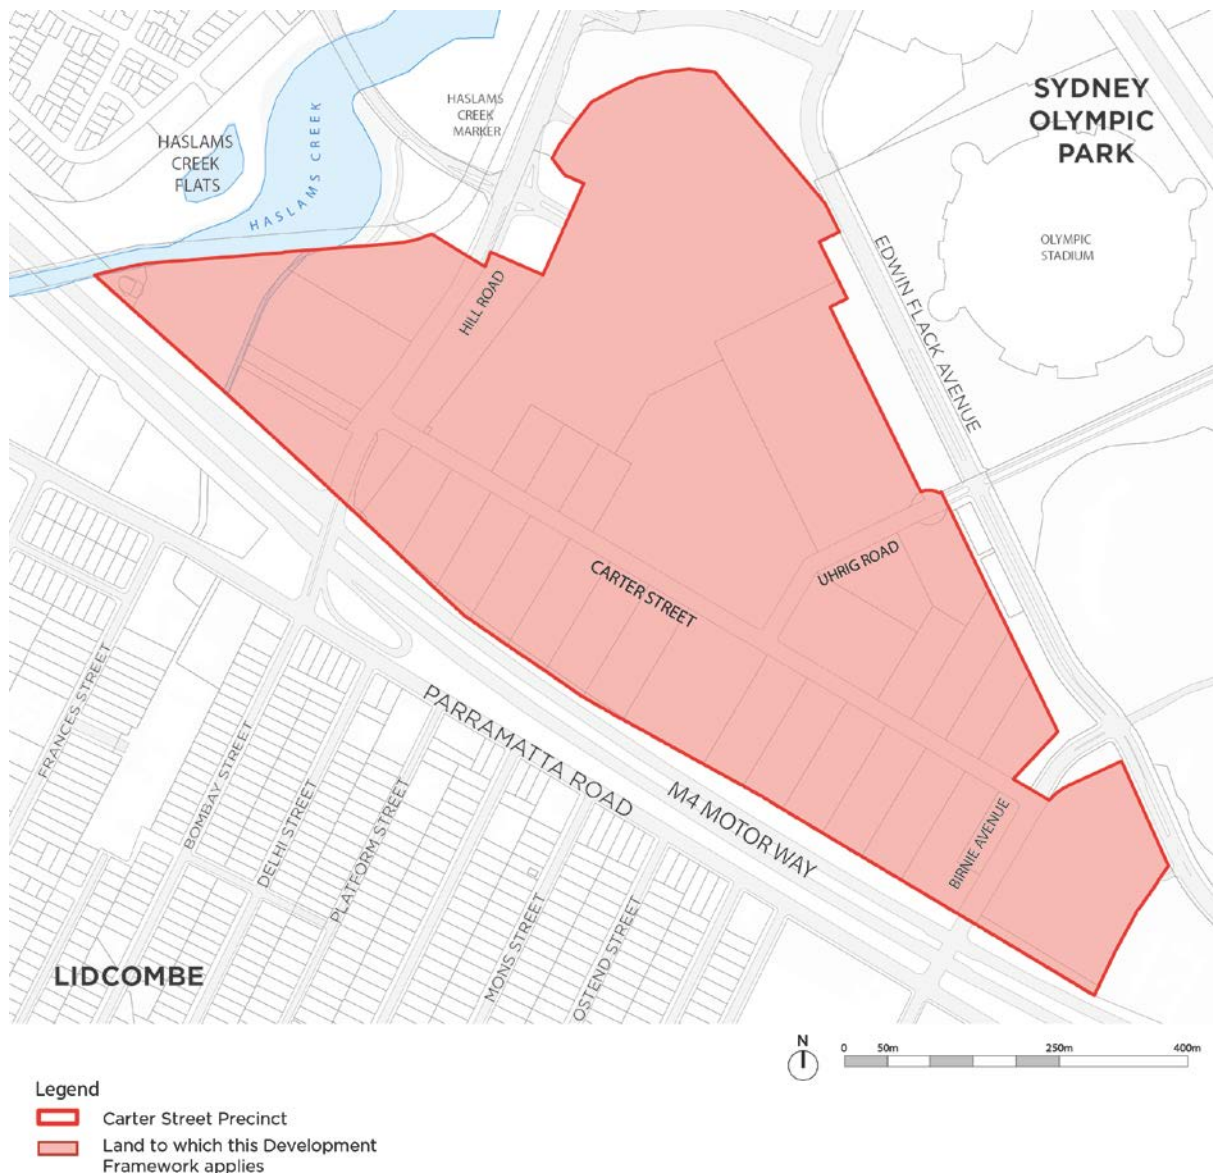 SYDNEY
OLYMPIC
PARK
HASLAMS
CREEK
MARKER
HASLAMS
CREEK
FLATS
HASLAMS CREEK
OLYMPIC
STADIUM
EDWIN FLACK AVENUE
HILL ROAD
UHRIG ROAD
CARTER STREET
PARRAMATTA ROAD
M4 MOTORWAY
BIRNIE AVENUE
FRANCES STREET
BOMBAY STREET
DELHI STREET
PLATFORM STREET
MONS STREET
OSTEND STREET
LIDCOMBE
N
0 50m 250m 400m
Legend
Carter Street Precinct
Land to which this Development
Framework applies